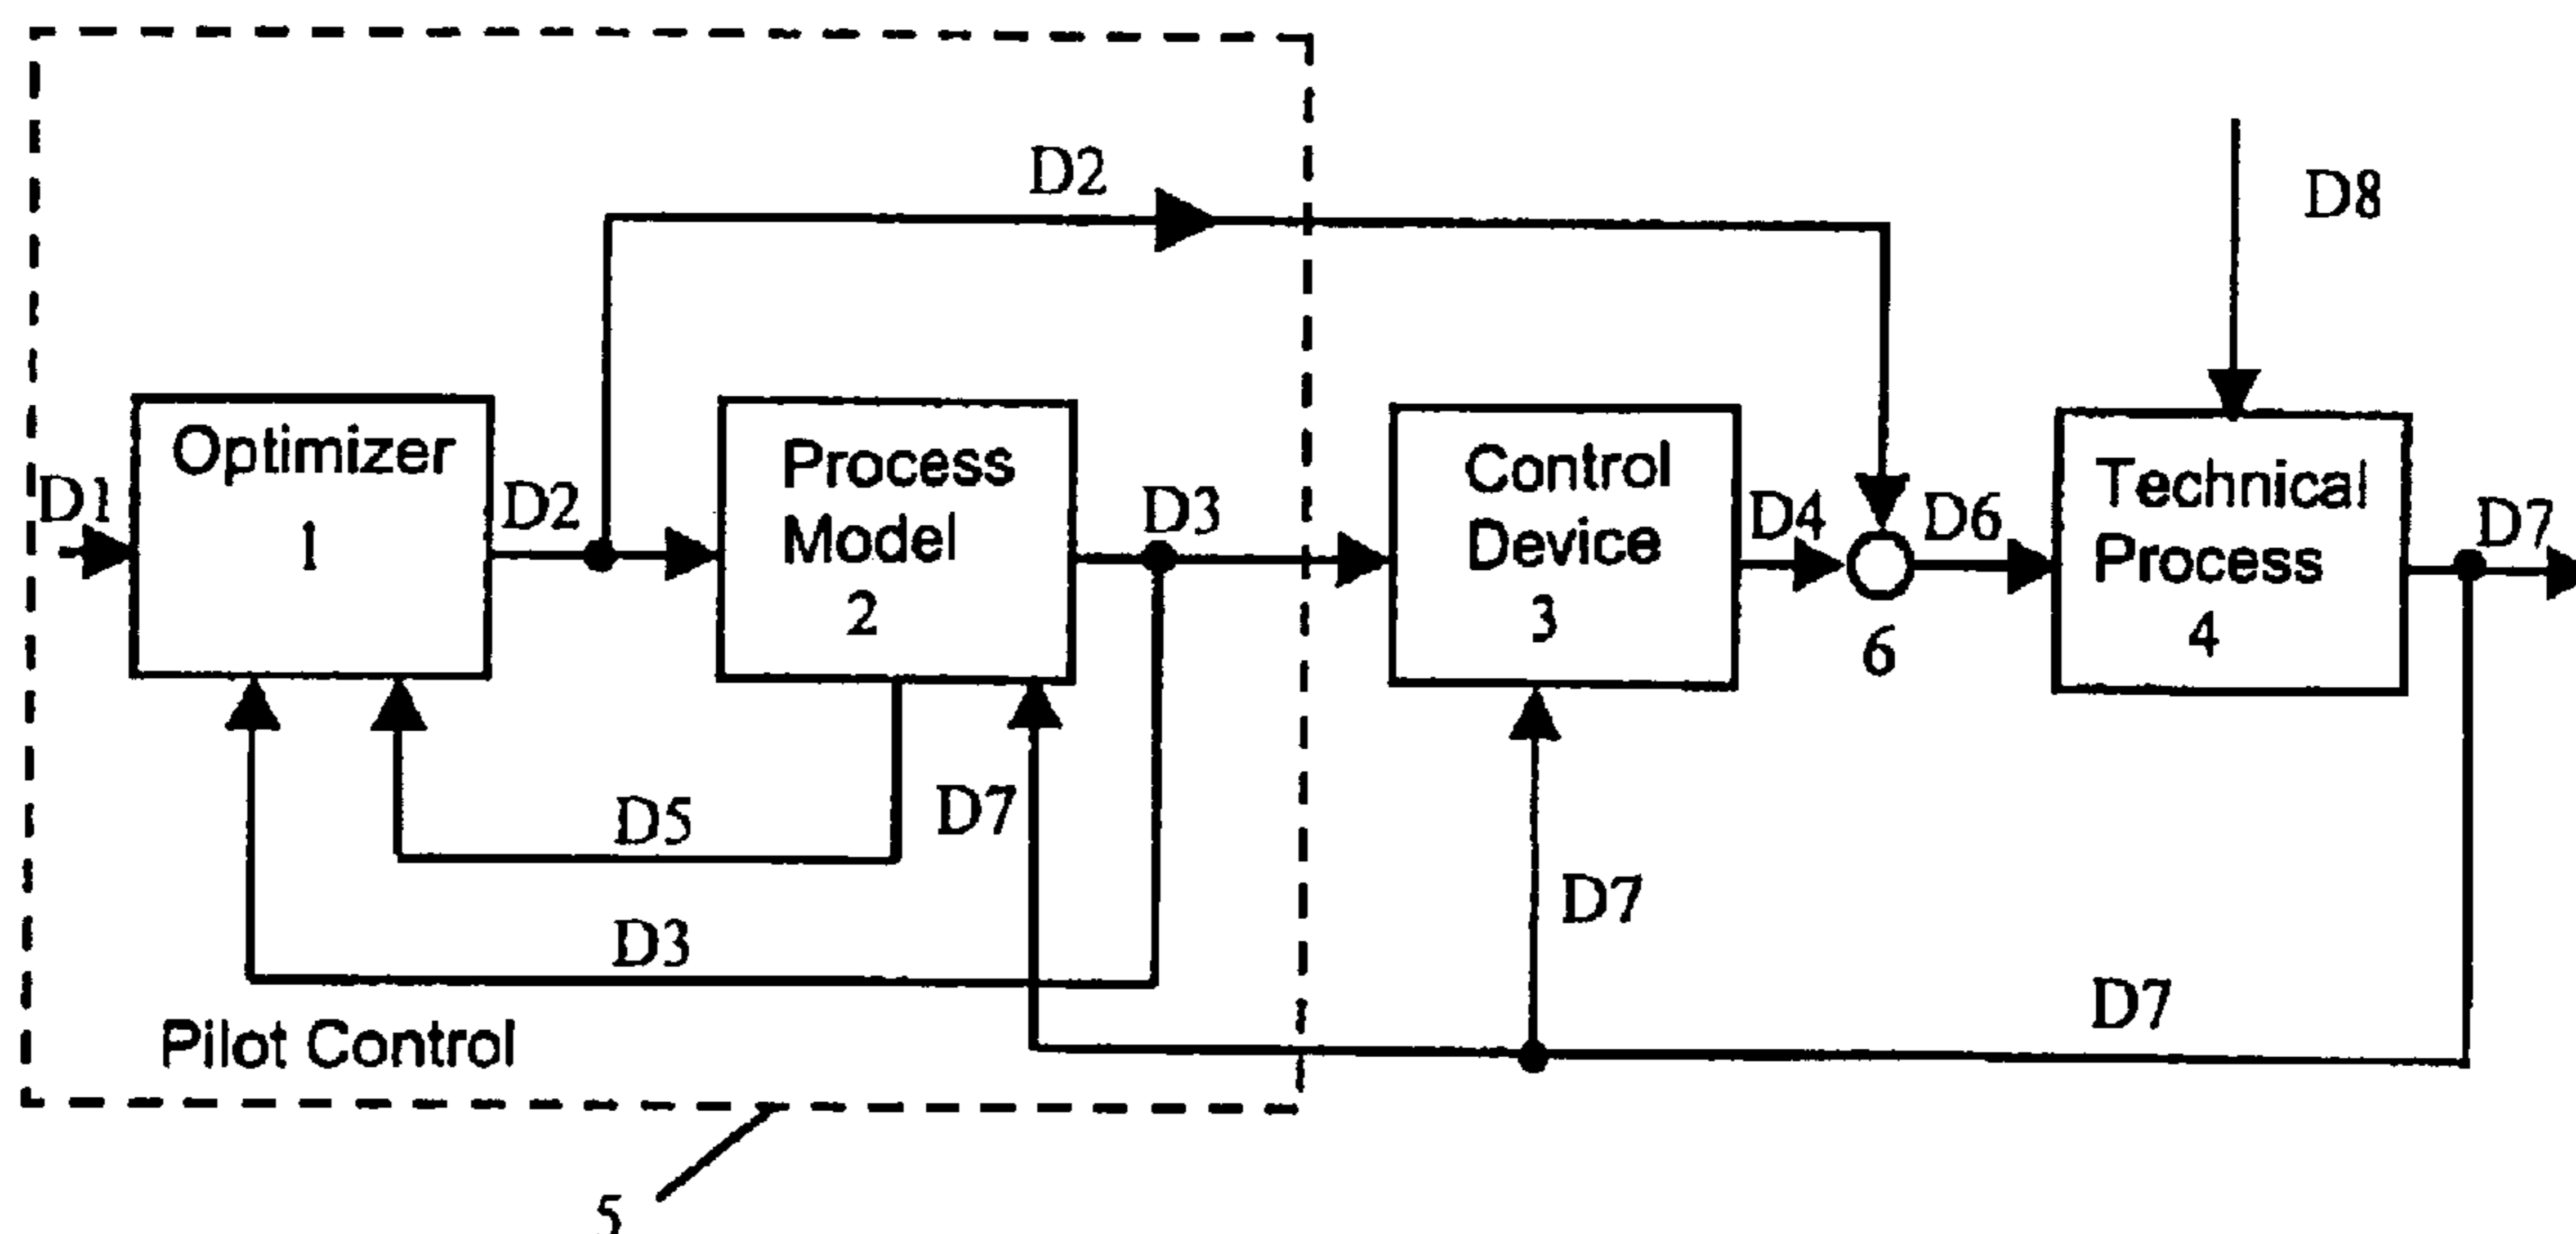 D2
D8
D1
Optimizer
1
D2
Process
Model
2
D3
Control
Device
3
D4
6
D6
Technical
Process
4
D7
D5
D7
D3
D7
D7
Pilot Control
5